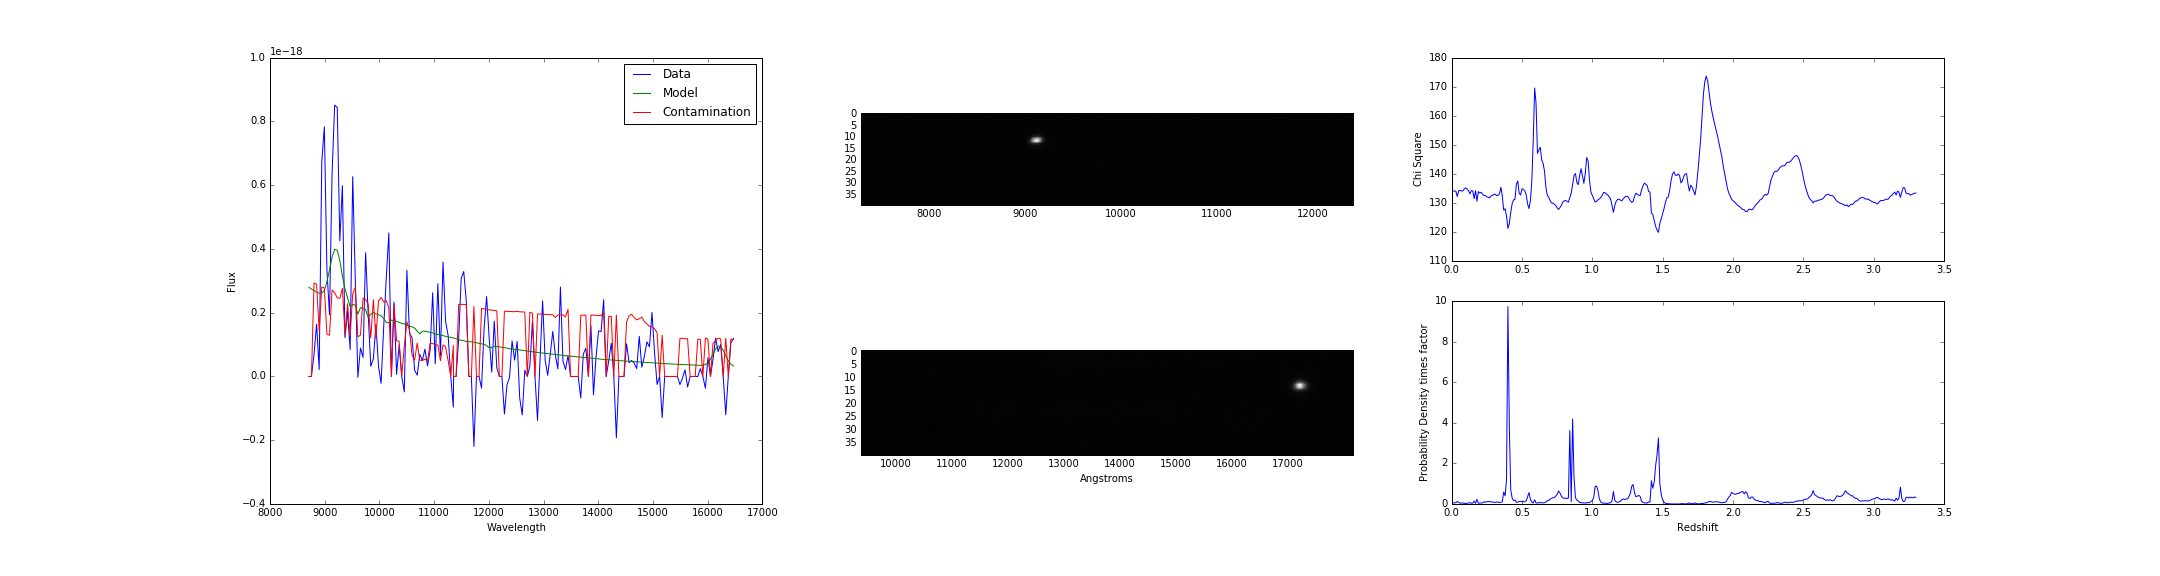 1e−18
1.0
0.8
0.6
0.4
0.2
0.0
−0.2
−0.4
Flux
Data
Model
Contamination
8000 9000 10000 11000 12000 13000 14000 15000 16000 17000
Wavelength
0
5
10
15
20
25
30
35
8000 9000 10000 11000 12000
0
5
10
15
20
25
30
35
10000 11000 12000 13000 14000 15000 16000 17000
Angstroms
180
170
160
150
140
130
120
110
Chi Square
0.0 0.5 1.0 1.5 2.0 2.5 3.0 3.5
10
8
6
4
2
0
Probability Density times factor
0.0 0.5 1.0 1.5 2.0 2.5 3.0 3.5
Redshift